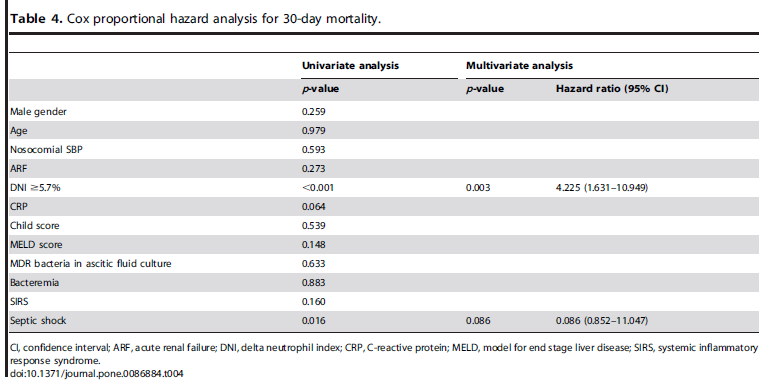 Table 4. Cox proportional hazard analysis for 30-day mortality.
Univariate analysis Multivariate analysis
p-value p-value Hazard ratio (95% CI)
Male gender 0.259
Age 0.979
Nosocomial SBP 0.593
ARF 0.273
DNI ≥5.7% <0.001 0.003 4.225 (1.631–10.949)
CRP 0.064
Child score 0.539
MELD score 0.148
MDR bacteria in ascitic fluid culture 0.633
Bacteremia 0.883
SIRS 0.160
Septic shock 0.016 0.086 0.086 (0.852–11.047)
CI, confidence interval; ARF, acute renal failure; DNI, delta neutrophil index; CRP, C-reactive protein; MELD, model for end stage liver disease; SIRS, systemic inflammatory
response syndrome.
doi:10.1371/journal.pone.0086884.t004